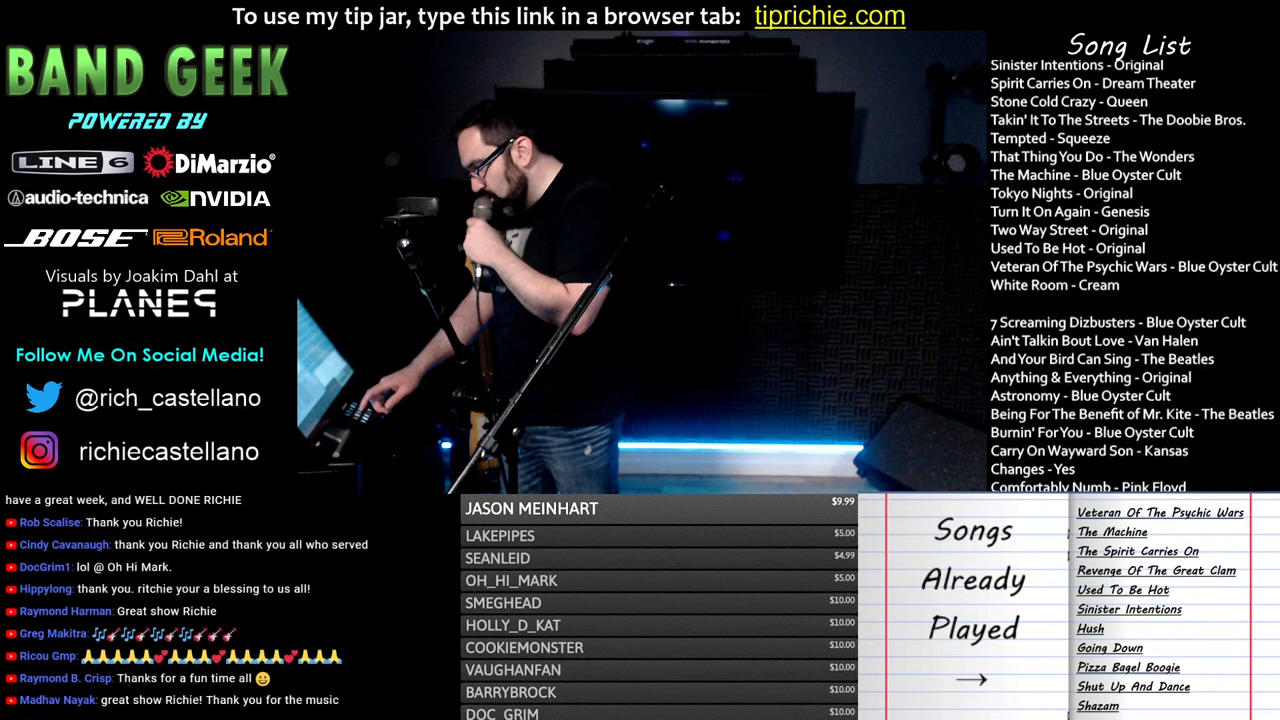 To use my tip jar, type this link in a browser tab: tiprichie.com
BAND GEEK
POWERED BY
LINE 6
DiMarzio
audio-technica
NVIDIA
BOSE
Roland
Visuals by Joakim Dahl at
PLANE9
Follow Me On Social Media!
@rich_castellano
richiecastellano
have a great week, and WELL DONE RICHIE
Rob Scalise: Thank you Richie!
Cindy Cavanaugh: thank you Richie and thank you all who served
DocGrim1: lol @ Oh Hi Mark.
Hippylong: thank you. ritchie your a blessing to us all!
Raymond Harman: Great show Richie
Greg Makitra: 🎶🎸🎶🎸🎶🎸🎶🎸🎸🎸
Ricou Gmp: 🙏🙏🙏🙏🙏💕🙏🙏🙏🙏💕🙏🙏🙏🙏💕🙏🙏🙏
Raymond B. Crisp: Thanks for a fun time all 😀
Madhav Nayak: great show Richie! Thank you for the music
JASON MEINHART $9.99
LAKEPIPES $5.00
SEANLEID $4.99
OH_HI_MARK $5.00
SMEGHEAD $10.00
HOLLY_D_KAT $10.00
COOKIEMONSTER $10.00
VAUGHANFAN $10.00
BARRYBROCK $10.00
DOC_GRIM $10.00
Song List
Sinister Intentions - Original
Spirit Carries On - Dream Theater
Stone Cold Crazy - Queen
Takin' It To The Streets - The Doobie Bros.
Tempted - Squeeze
That Thing You Do - The Wonders
The Machine - Blue Oyster Cult
Tokyo Nights - Original
Turn It On Again - Genesis
Two Way Street - Original
Used To Be Hot - Original
Veteran Of The Psychic Wars - Blue Oyster Cult
White Room - Cream
7 Screaming Dizbusters - Blue Oyster Cult
Ain't Talkin Bout Love - Van Halen
And Your Bird Can Sing - The Beatles
Anything & Everything - Original
Astronomy - Blue Oyster Cult
Being For The Benefit of Mr. Kite - The Beatles
Burnin' For You - Blue Oyster Cult
Carry On Wayward Son - Kansas
Changes - Yes
Comfortably Numb - Pink Floyd
Songs
Already
Played
→
Veteran Of The Psychic Wars
The Machine
The Spirit Carries On
Revenge Of The Great Clam
Used To Be Hot
Sinister Intentions
Hush
Going Down
Pizza Bagel Boogie
Shut Up And Dance
Shazam